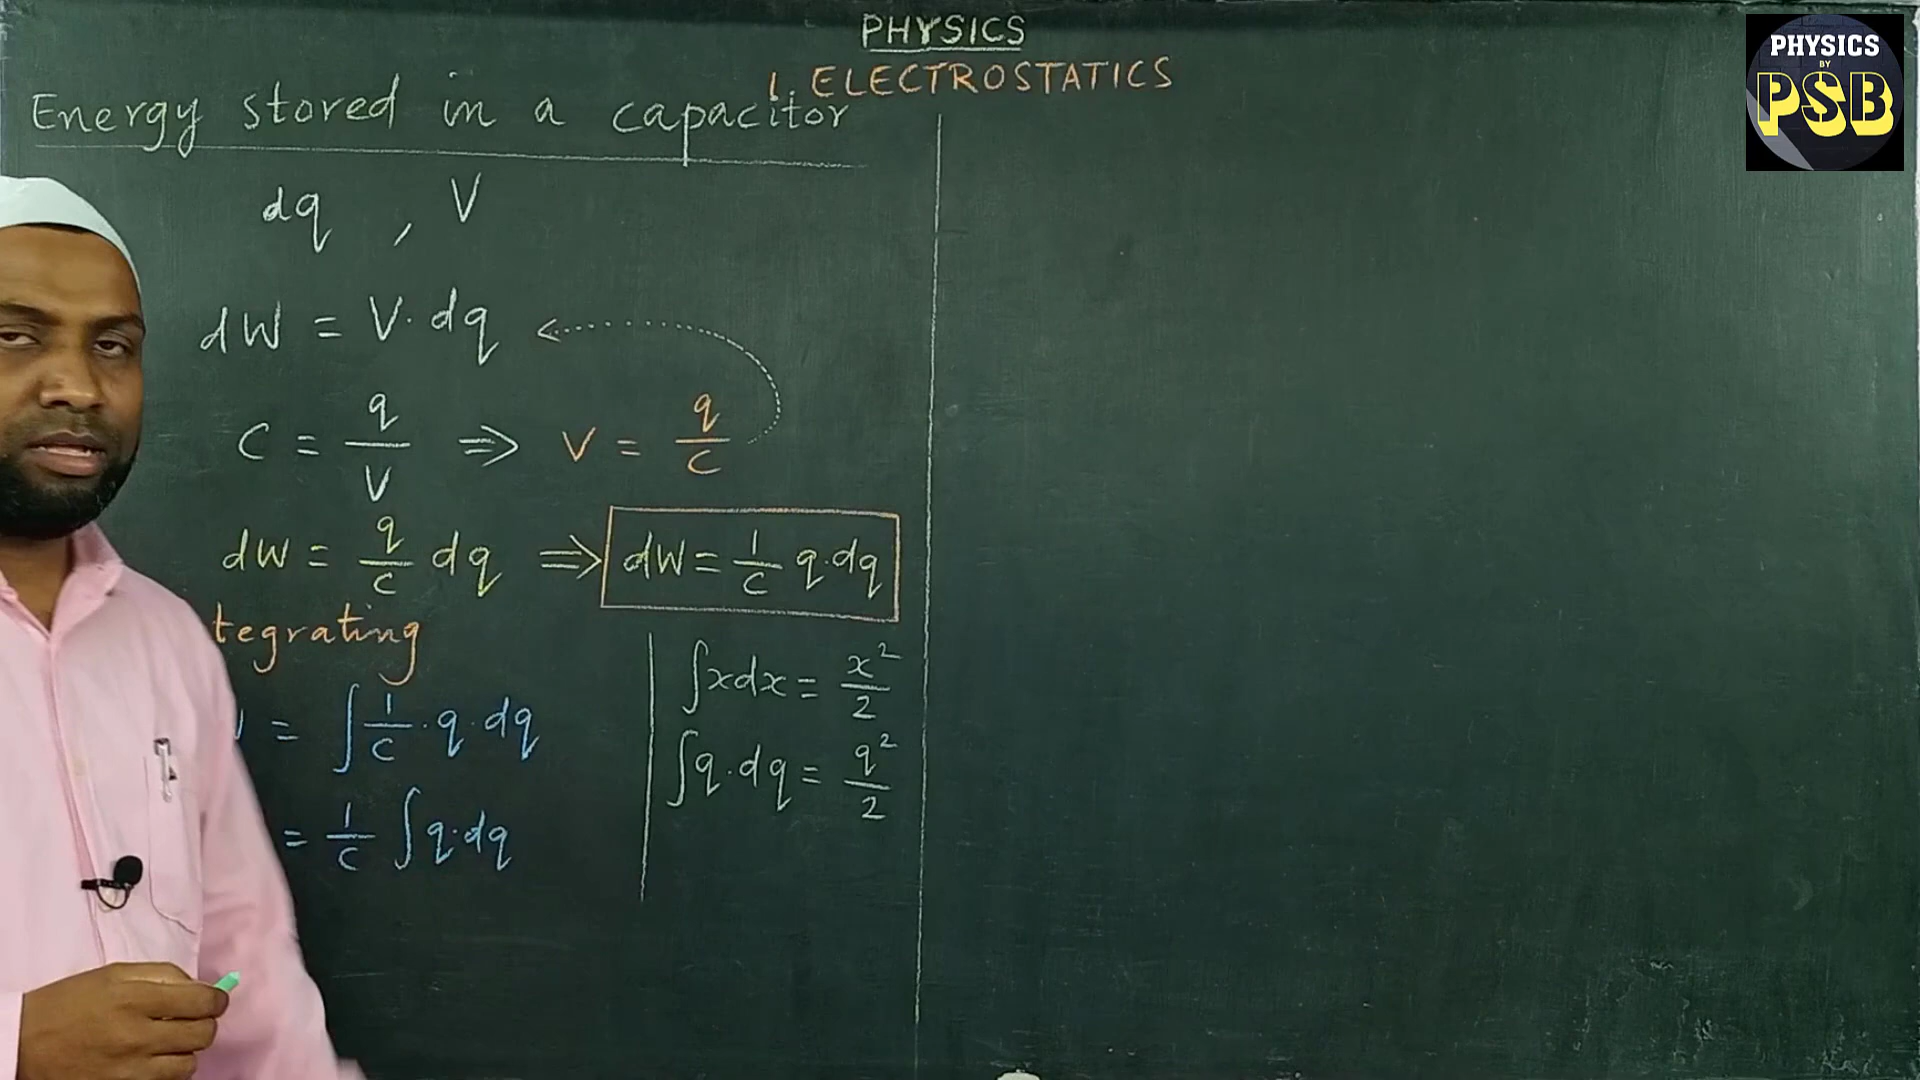 PHYSICS
1. ELECTROSTATICS
PHYSICS
BY
PSB
Energy stored in a capacitor
dq , V
dW = V·dq
C = q/V ⇒ V = q/C
dW = q/C dq ⇒ dW = 1/C q·dq
tegrating
= ∫ 1/C · q · dq
= 1/C ∫ q·dq
∫xdx = x²/2
∫q·dq = q²/2